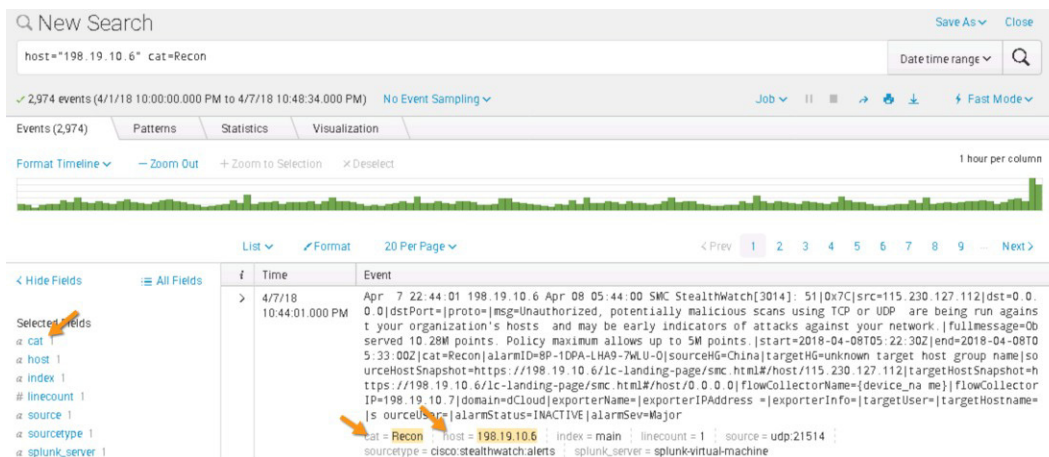 New Search
Save As Close
host="198.19.10.6" cat=Recon
Date time range
2,974 events (4/1/18 10:00:00.000 PM to 4/7/18 10:48:34.000 PM) No Event Sampling
Job Fast Mode
Events (2,974) Patterns Statistics Visualization
Format Timeline — Zoom Out + Zoom to Selection × Deselect
1 hour per column
List Format 20 Per Page
< Prev 1 2 3 4 5 6 7 8 9 ... Next >
< Hide Fields All Fields
i Time Event
> 4/7/18
10:44:01.000 PM
Apr 7 22:44:01 198.19.10.6 Apr 08 05:44:00 SMC StealthWatch[3014]: 51|0x7C|src=115.230.127.112|dst=0.0.
0.0|dstPort=|proto=|msg=Unauthorized, potentially malicious scans using TCP or UDP are being run agains
t your organization's hosts and may be early indicators of attacks against your network.|fullmessage=Ob
served 10.28M points. Policy maximum allows up to 5M points.|start=2018-04-08T05:22:30Z|end=2018-04-08T0
5:33:00Z|cat=Recon|alarmID=8P-1DPA-LHA9-7WLU-O|sourceHG=China|targetHG=unknown target host group name|so
urceHostSnapshot=https://198.19.10.6/lc-landing-page/smc.html#/host/115.230.127.112|targetHostSnapshot=h
ttps://198.19.10.6/lc-landing-page/smc.html#/host/0.0.0.0|flowCollectorName={device_na me}|flowCollector
IP=198.19.10.7|domain=dCloud|exporterName=|exporterIPAddress =|exporterInfo=|targetUser=|targetHostname=
|s ourceUser=|alarmStatus=INACTIVE|alarmSev=Major
cat = Recon host = 198.19.10.6 index = main linecount = 1 source = udp:21514
sourcetype = cisco:stealthwatch:alerts splunk_server = splunk-virtual-machine
Selected Fields
a cat 1
a host 1
a index 1
# linecount 1
a source 1
a sourcetype 1
a splunk_server 1